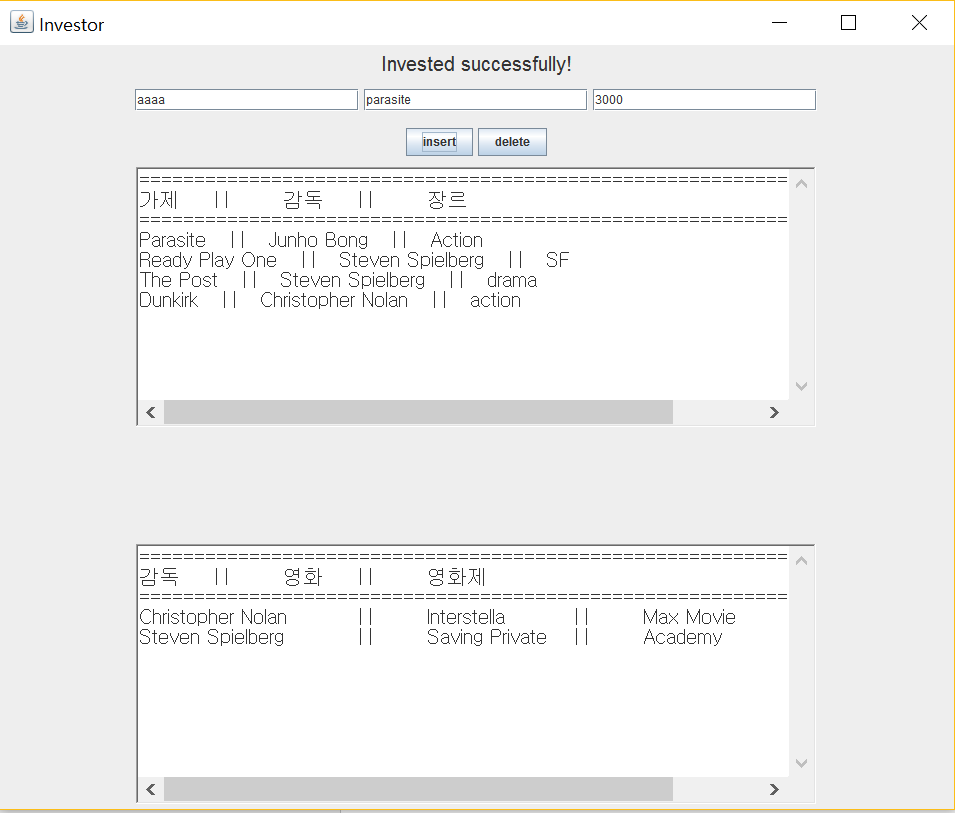 Investor
Invested successfully!
aaaa parasite 3000
insert delete
=================================================
가제 || 감독 || 장르
=================================================
Parasite || Junho Bong || Action
Ready Play One || Steven Spielberg || SF
The Post || Steven Spielberg || drama
Dunkirk || Christopher Nolan || action
=================================================
감독 || 영화 || 영화제
=================================================
Christopher Nolan || Interstella || Max Movie
Steven Spielberg || Saving Private || Academy